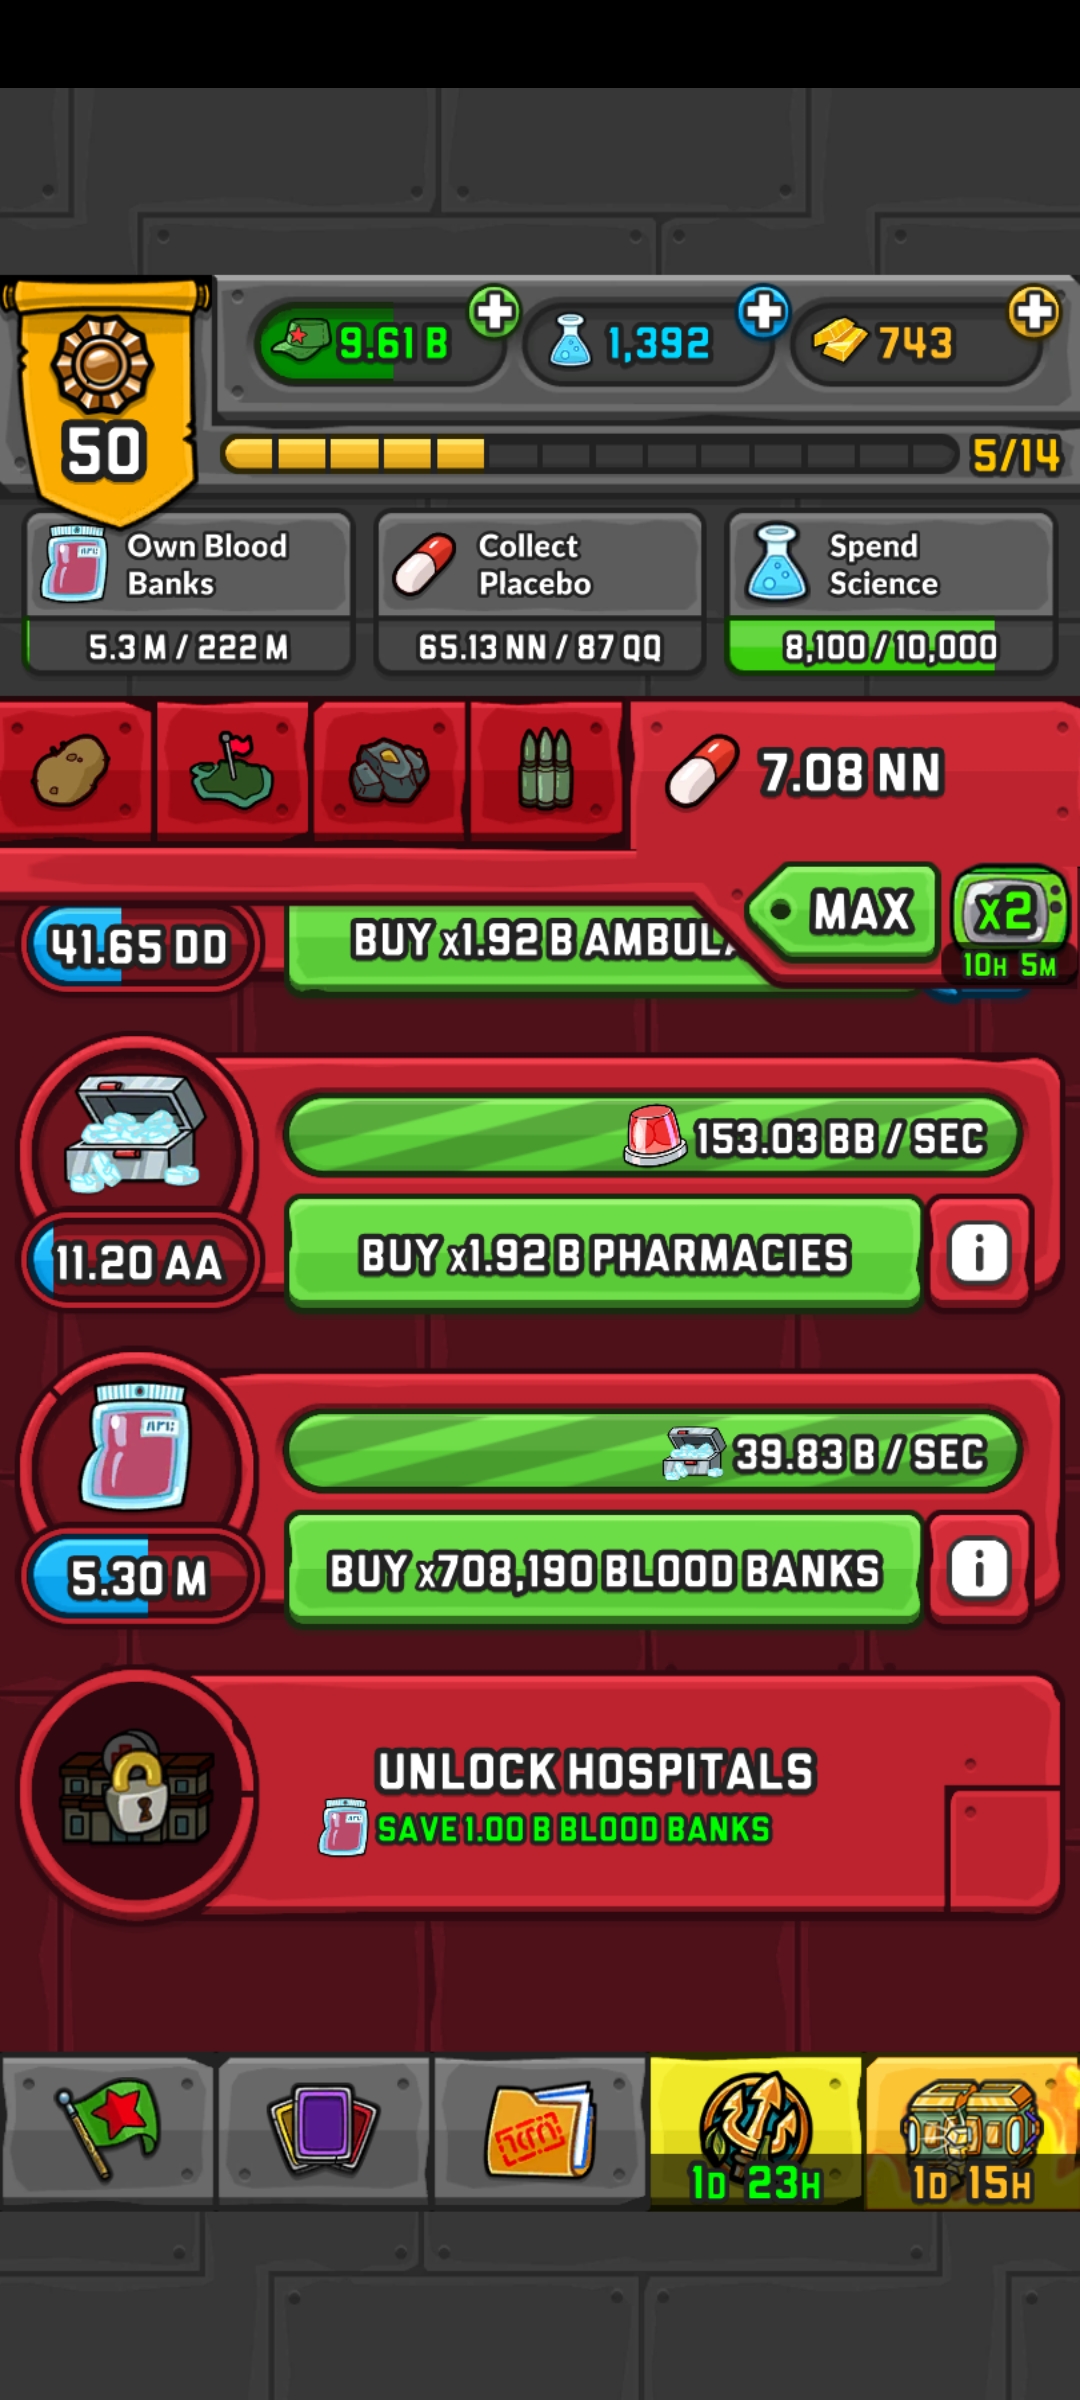 9.61 B
1,392
743
50
5/14
Own Blood
Banks
5.3 M / 222 M
Collect
Placebo
65.13 NN / 87 QQ
Spend
Science
8,100 / 10,000
7.08 NN
MAX
x2
10H 5M
41.65 DD
BUY x1.92 B
153.03 BB / SEC
11.20 AA
BUY x1.92 B PHARMACIES
39.83 B / SEC
5.30 M
BUY x708,190 BLOOD BANKS
UNLOCK HOSPITALS
SAVE 1.00 B BLOOD BANKS
1D 23H
1D 15H